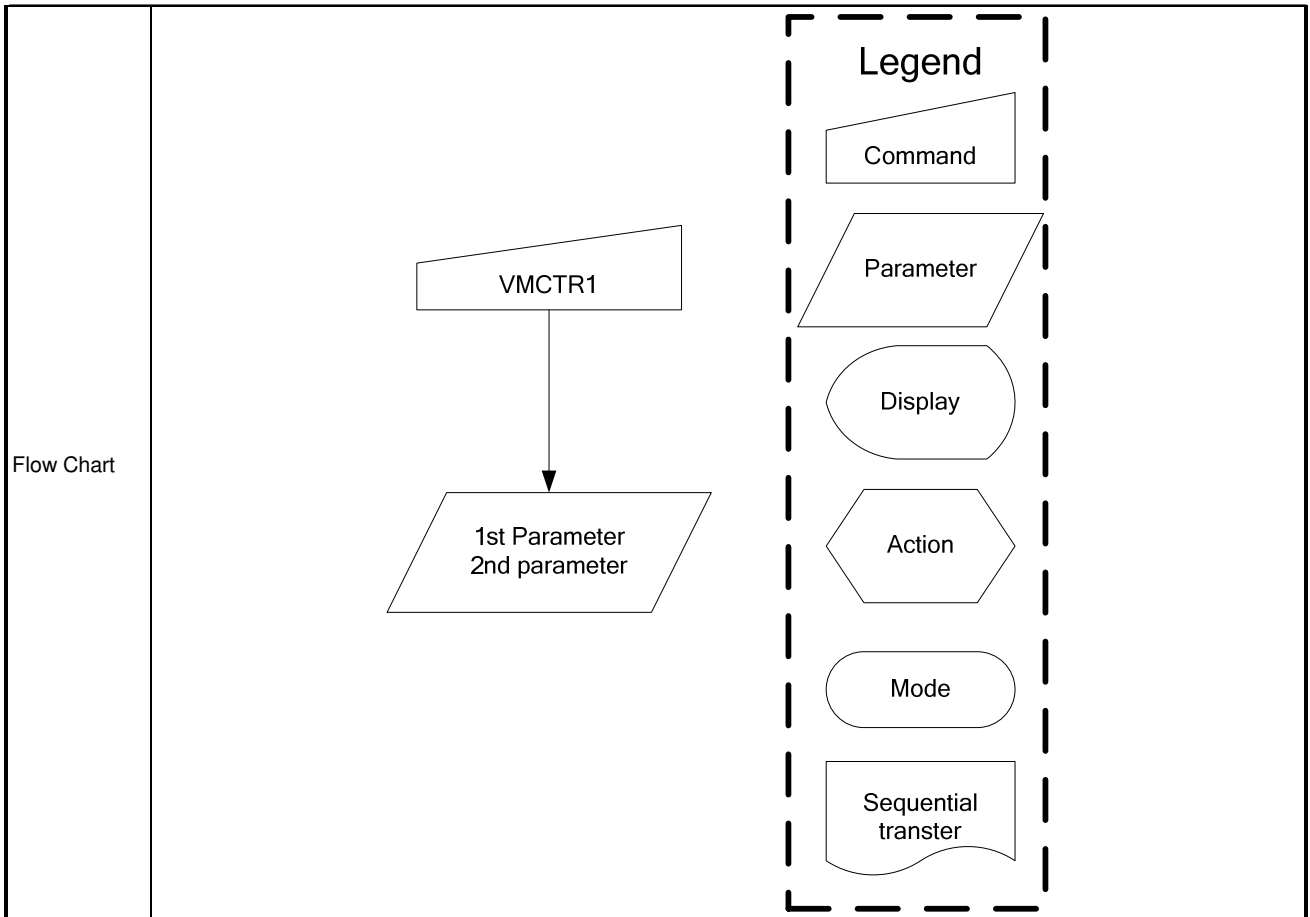 Flow Chart
VMCTR1
1st Parameter
2nd parameter
Legend
Command
Parameter
Display
Action
Mode
Sequential
transter